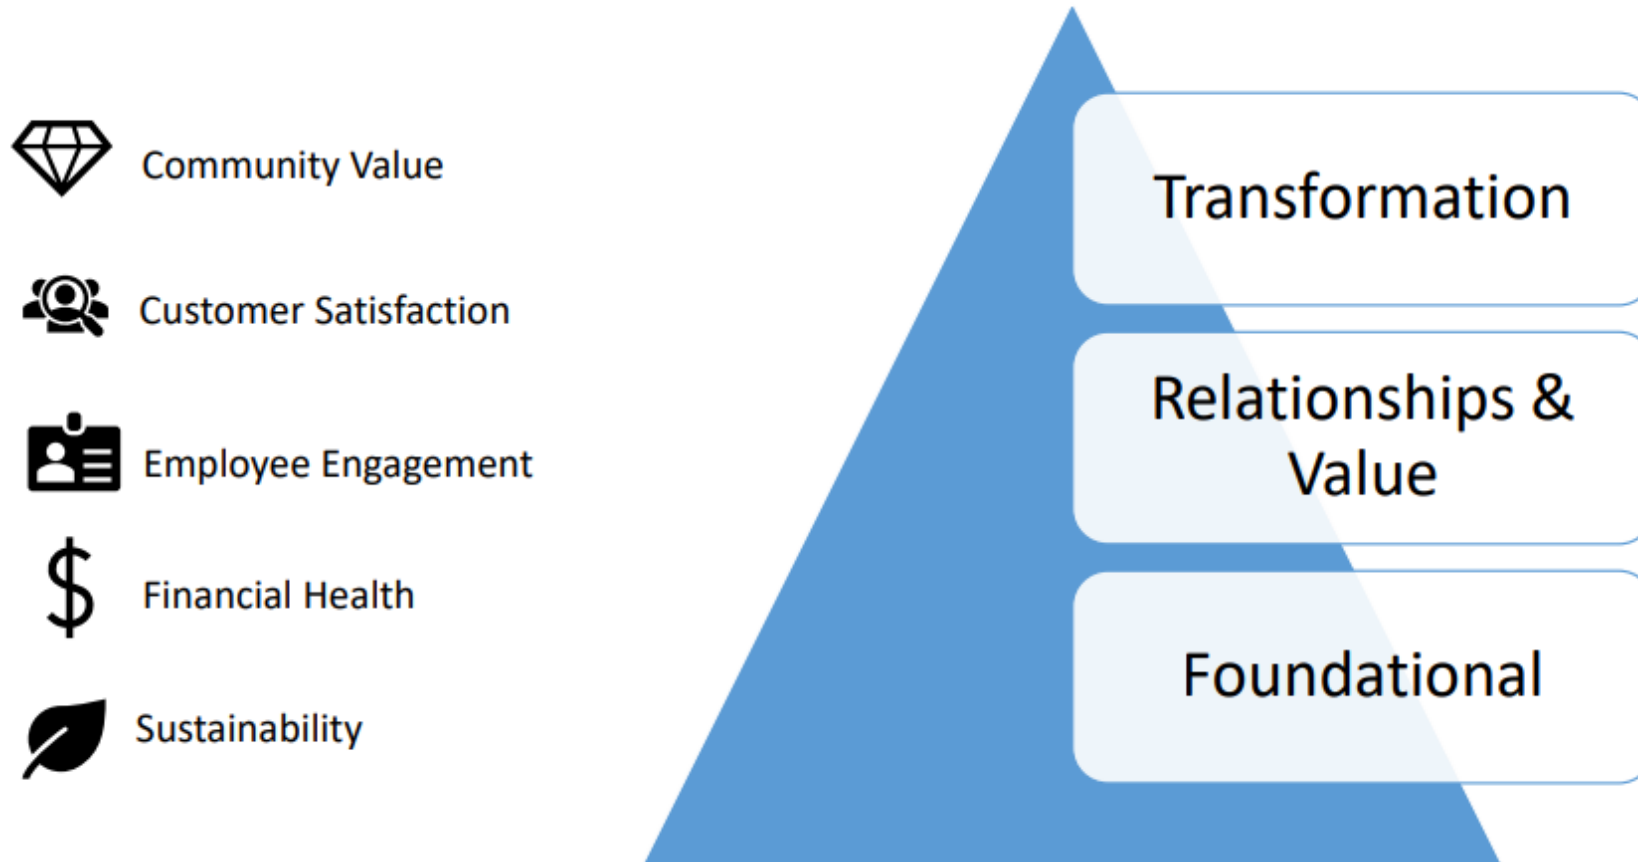 Community Value
Customer Satisfaction
Employee Engagement
Financial Health
Sustainability
Transformation
Relationships &
Value
Foundational